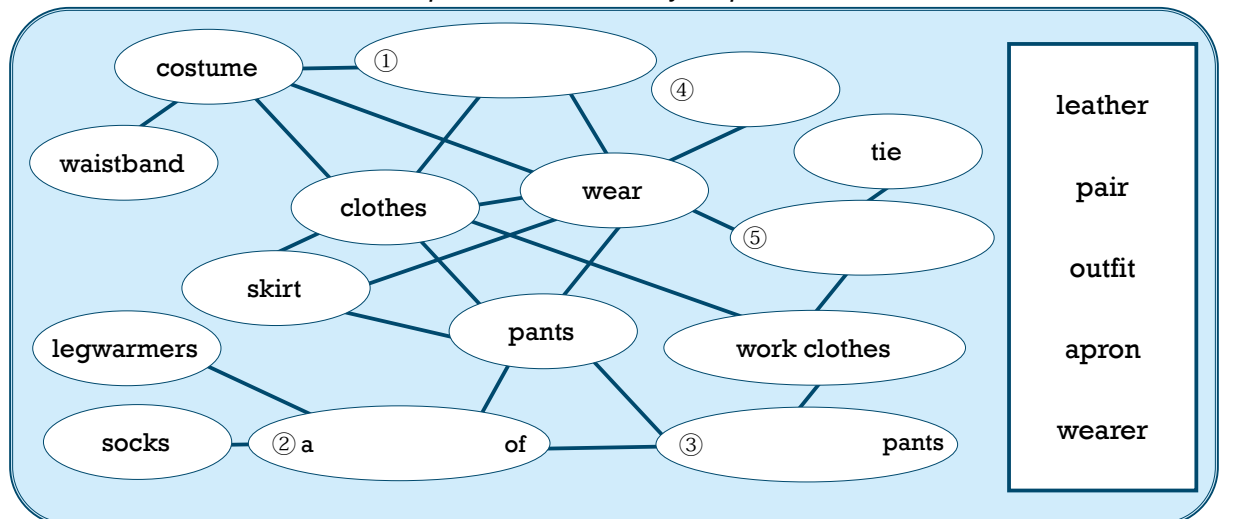 costume
①
④
leather
tie
waistband
pair
wear
clothes
⑤
outfit
skirt
pants
legwarmers
work clothes
apron
socks
② a of
③ pants
wearer